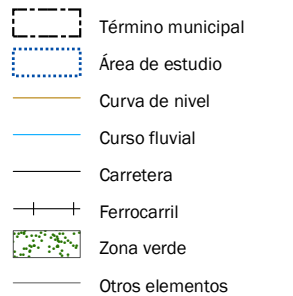 Término municipal
Área de estudio
Curva de nivel
Curso fluvial
Carretera
Ferrocarril
Zona verde
Otros elementos